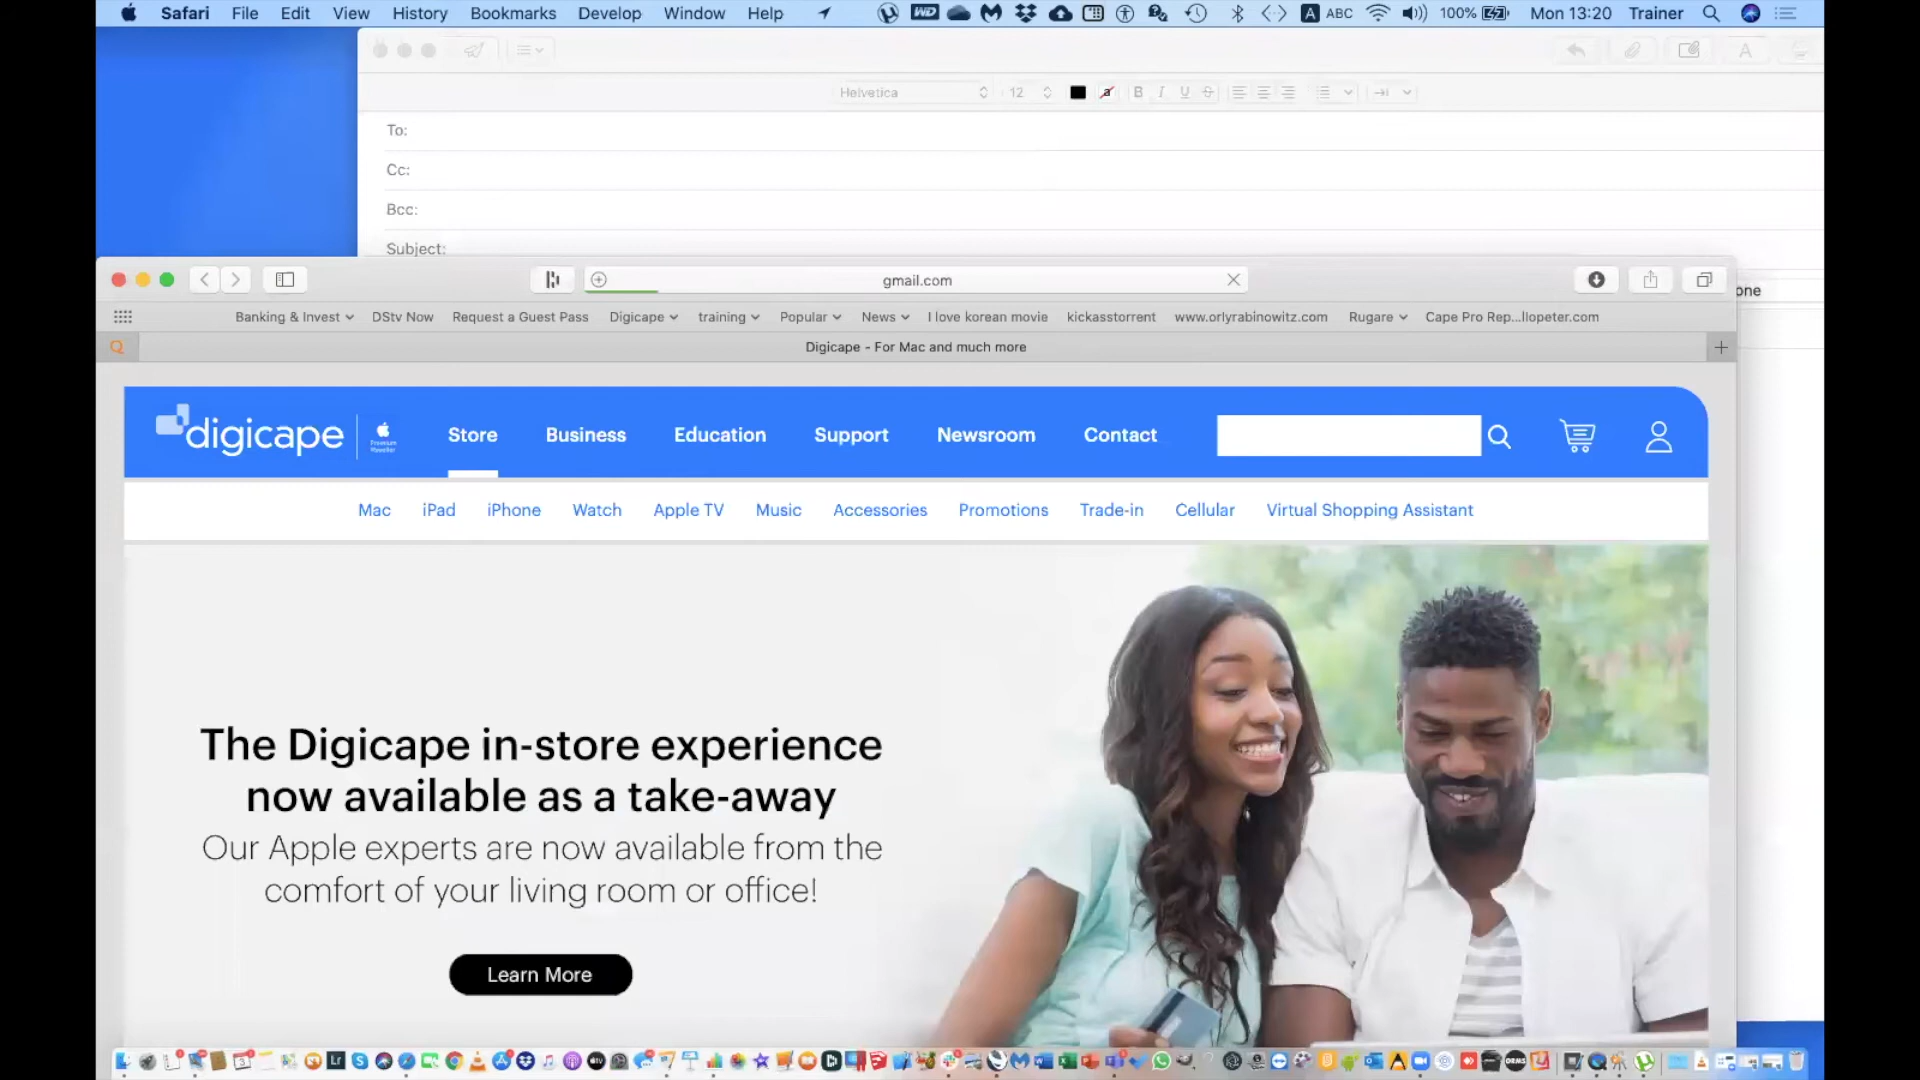 Safari File Edit View History Bookmarks Develop Window Help ABC 100% Mon 13:20 Trainer
Helvetica 12
To:
Cc:
Bcc:
Subject:
gmail.com
one
Banking & Invest DStv Now Request a Guest Pass Digicape training Popular News I love korean movie kickasstorrent www.orlyrabinowitz.com Rugare Cape Pro Rep...llopeter.com
Digicape - For Mac and much more
digicape Premium Reseller Store Business Education Support Newsroom Contact
Mac iPad iPhone Watch Apple TV Music Accessories Promotions Trade-in Cellular Virtual Shopping Assistant
The Digicape in-store experience
now available as a take-away
Our Apple experts are now available from the
comfort of your living room or office!
Learn More